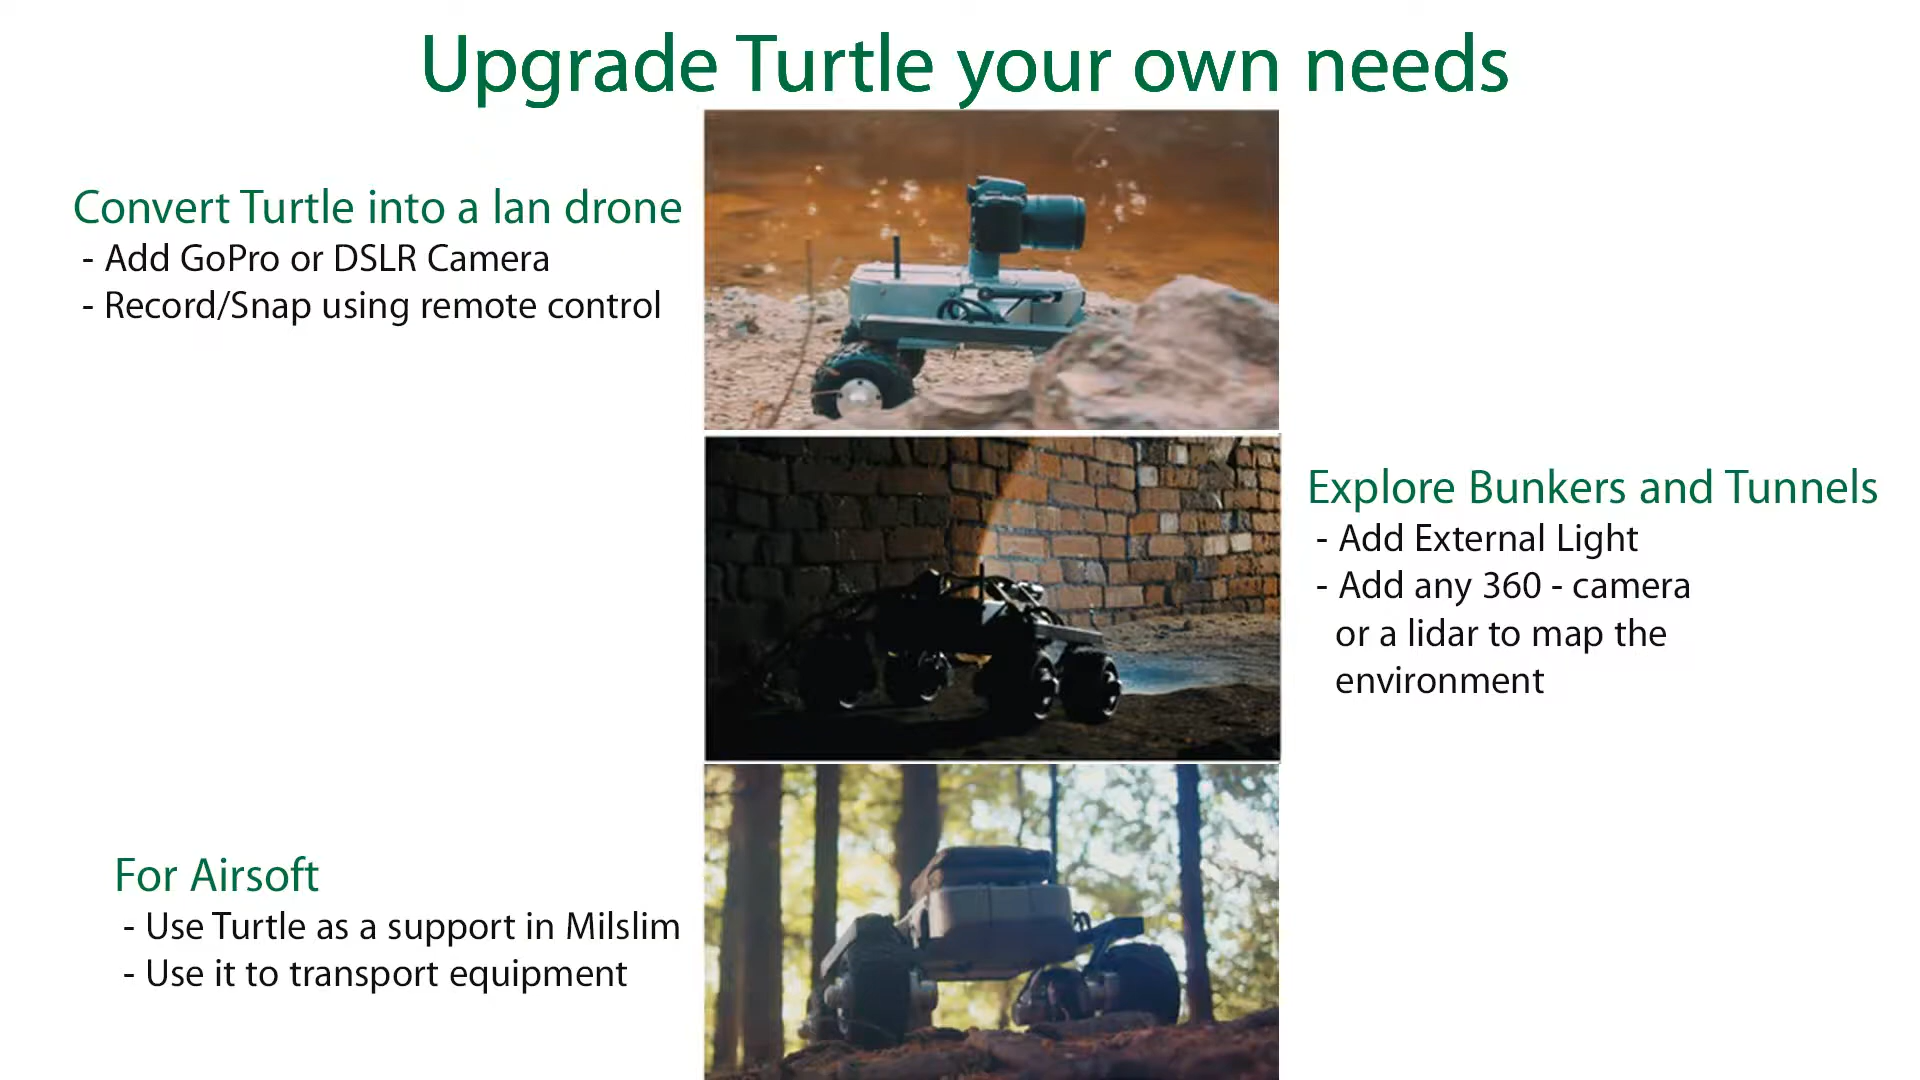 Upgrade Turtle your own needs
Convert Turtle into a lan drone
- Add GoPro or DSLR Camera
- Record/Snap using remote control
Explore Bunkers and Tunnels
- Add External Light
- Add any 360 - camera
or a lidar to map the
environment
For Airsoft
- Use Turtle as a support in Milslim
- Use it to transport equipment